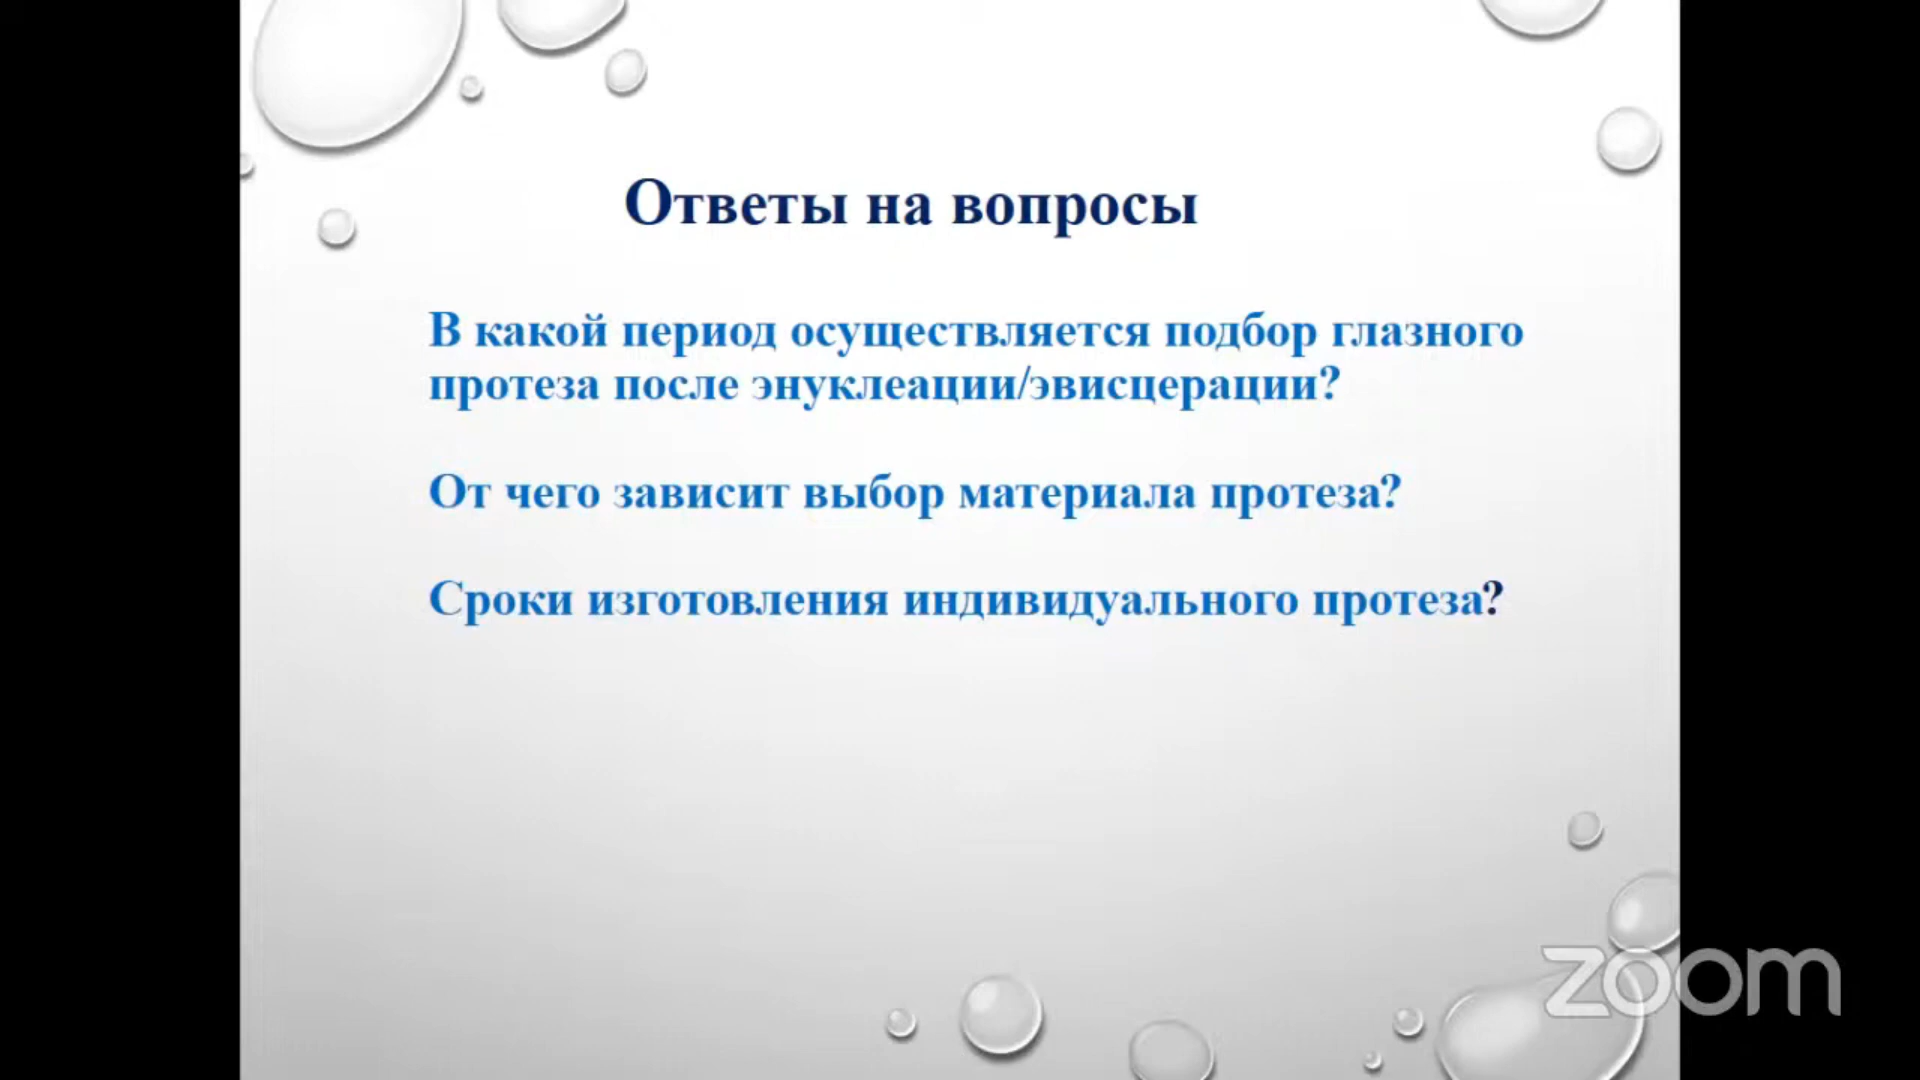 Ответы на вопросы
В какой период осуществляется подбор глазного
протеза после энуклеации/эвисцерации?
От чего зависит выбор материала протеза?
Сроки изготовления индивидуального протеза?
zoom